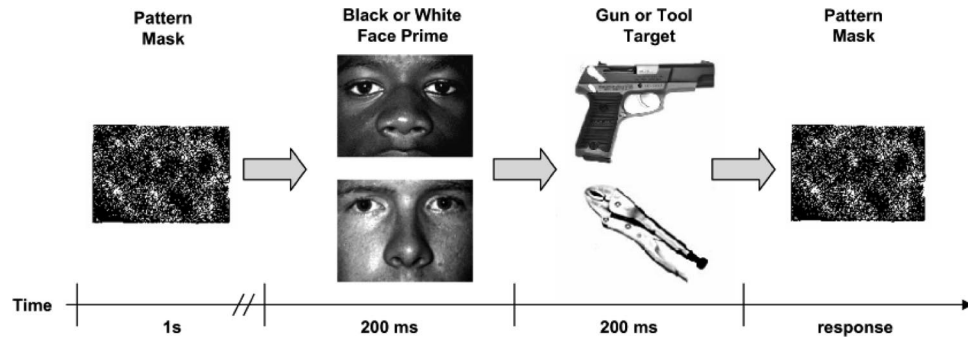 Pattern
Mask
Black or White
Face Prime
Gun or Tool
Target
Pattern
Mask
Time
1s
200 ms
200 ms
response